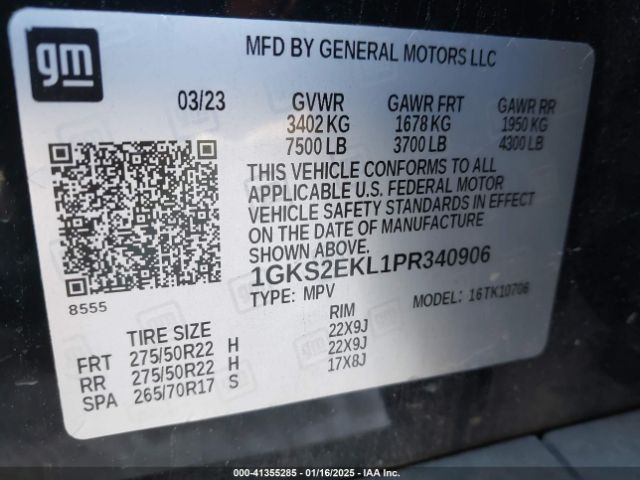 gm
MFD BY GENERAL MOTORS LLC
03/23 GVWR GAWR FRT GAWR RR
3402 KG 1678 KG 1950 KG
7500 LB 3700 LB 4300 LB
THIS VEHICLE CONFORMS TO ALL
APPLICABLE U.S. FEDERAL MOTOR
VEHICLE SAFETY STANDARDS IN EFFECT
ON THE DATE OF MANUFACTURE
SHOWN ABOVE.
1GKS2EKL1PR340906
8555
TYPE: MPV MODEL: 16TK10706
TIRE SIZE RIM
FRT 275/50R22 H 22X9J
RR 275/50R22 H 22X9J
SPA 265/70R17 S 17X8J
000-41355285 - 01/16/2025 - IAA Inc.